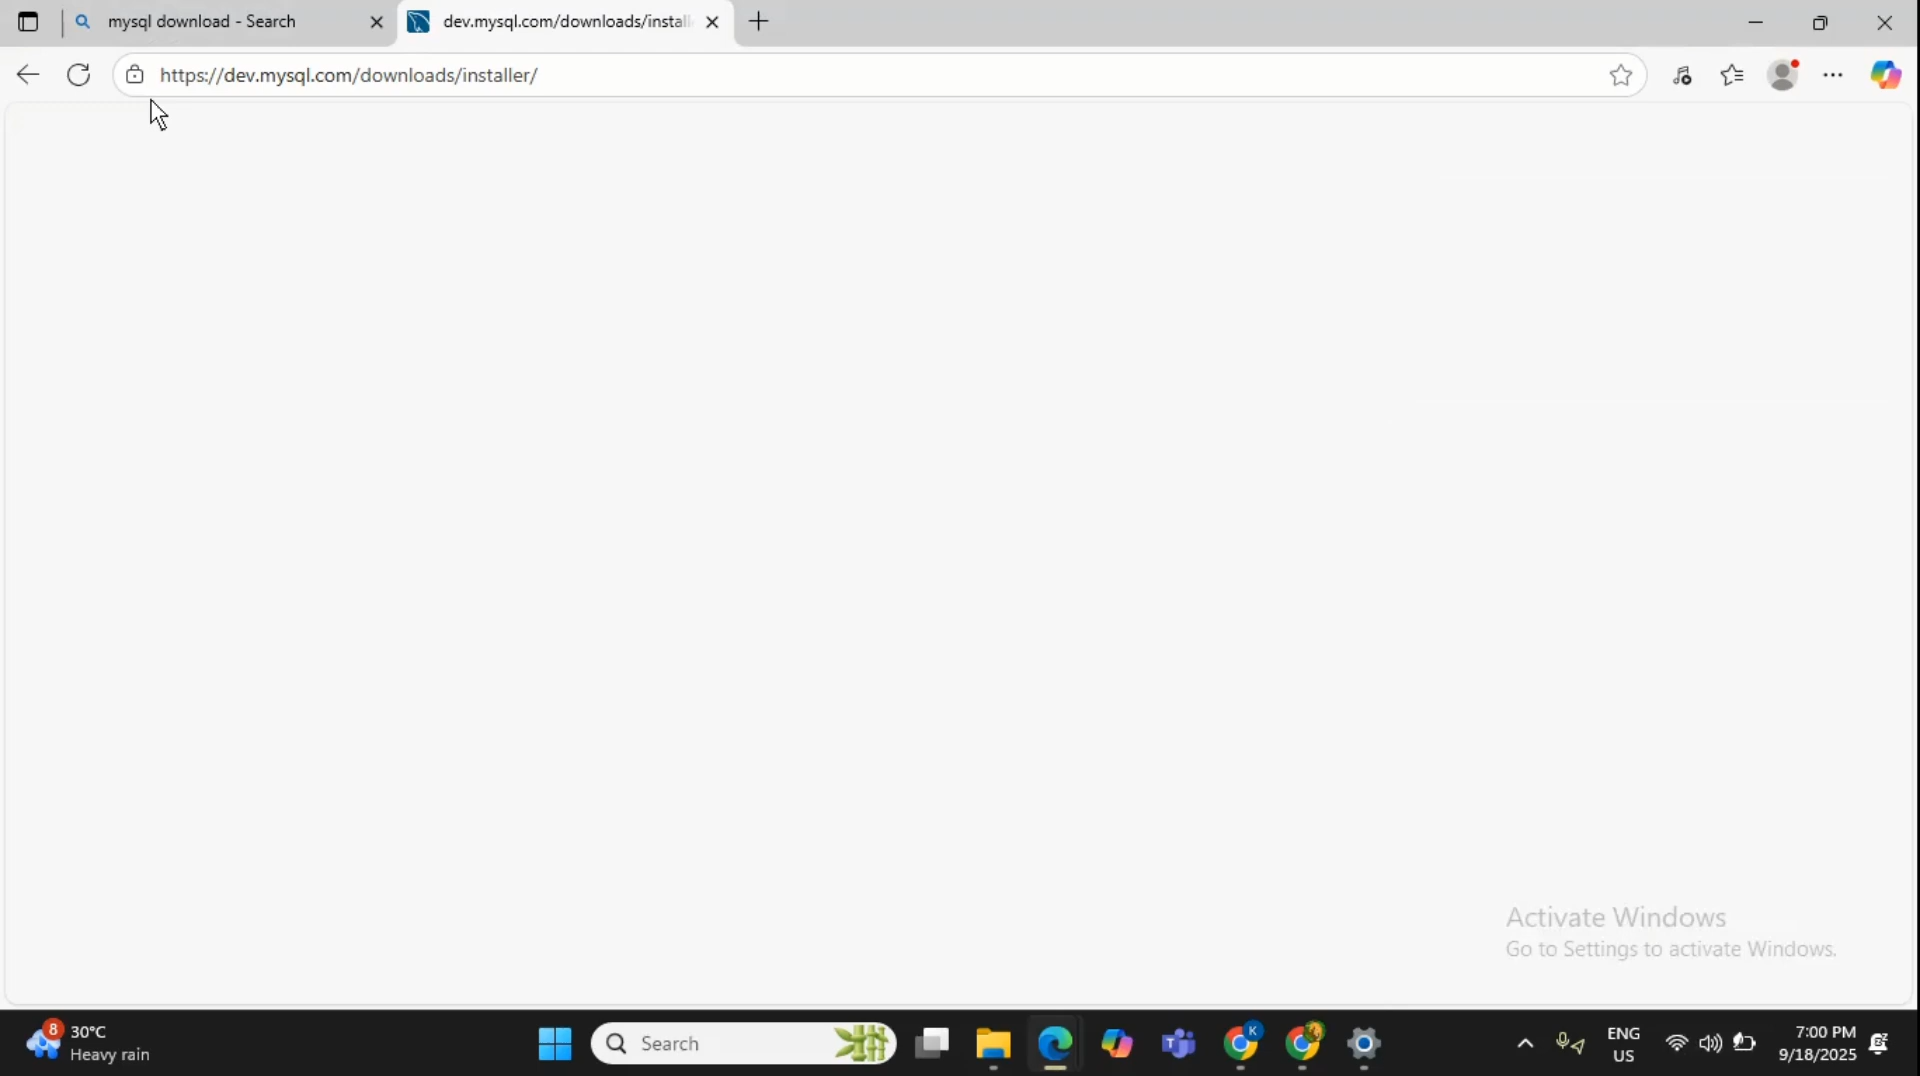 mysql download - Search
dev.mysql.com/downloads/install
https://dev.mysql.com/downloads/installer/
Activate Windows
Go to Settings to activate Windows.
8
30°C
Heavy rain
Search
T
K
ENG
US
7:00 PM
9/18/2025